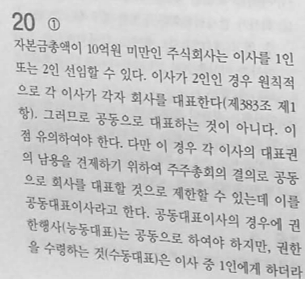 20 ①
자본금총액이 10억원 미만인 주식회사는 이사를 1인
또는 2인 선임할 수 있다. 이사가 2인인 경우 원칙적
으로 각 이사가 각자 회사를 대표한다(제383조 제1
항). 그러므로 공동으로 대표하는 것이 아니다. 이
점 유의하여야 한다. 다만 이 경우 각 이사의 대표권
의 남용을 견제하기 위하여 주주총회의 결의로 공동
으로 회사를 대표할 것으로 제한할 수 있는데 이를
공동대표이사라고 한다. 공동대표이사의 경우에 권
한행사(능동대표)는 공동으로 하여야 하지만, 권한
을 수령하는 것(수동대표)은 이사 중 1인에게 하더라